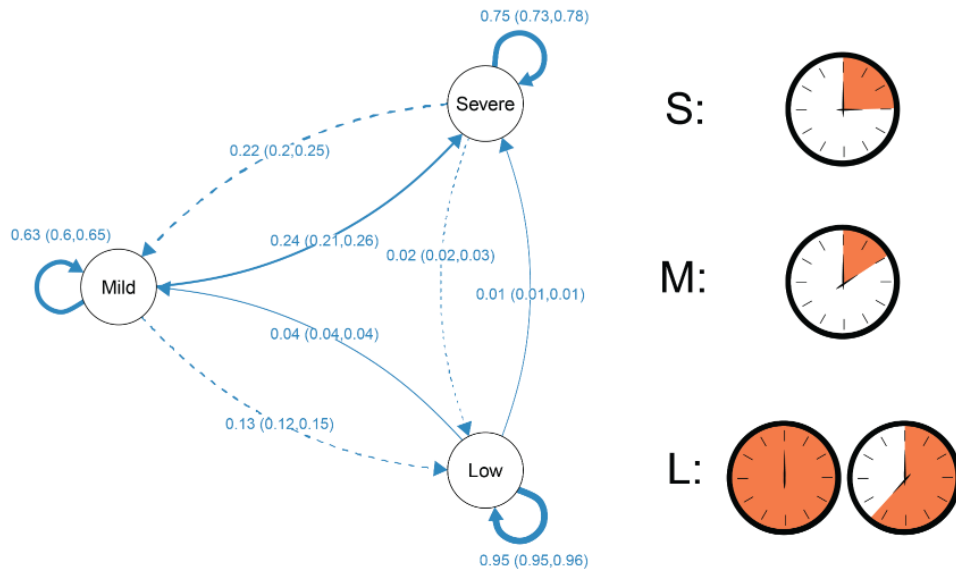 0.75 (0.73,0.78)
Severe
S:
0.22 (0.2,0.25)
0.63 (0.6,0.65)
0.24 (0.21,0.26)
0.02 (0.02,0.03)
Mild
M:
0.01 (0.01,0.01)
0.04 (0.04,0.04)
0.13 (0.12,0.15)
Low
L:
0.95 (0.95,0.96)